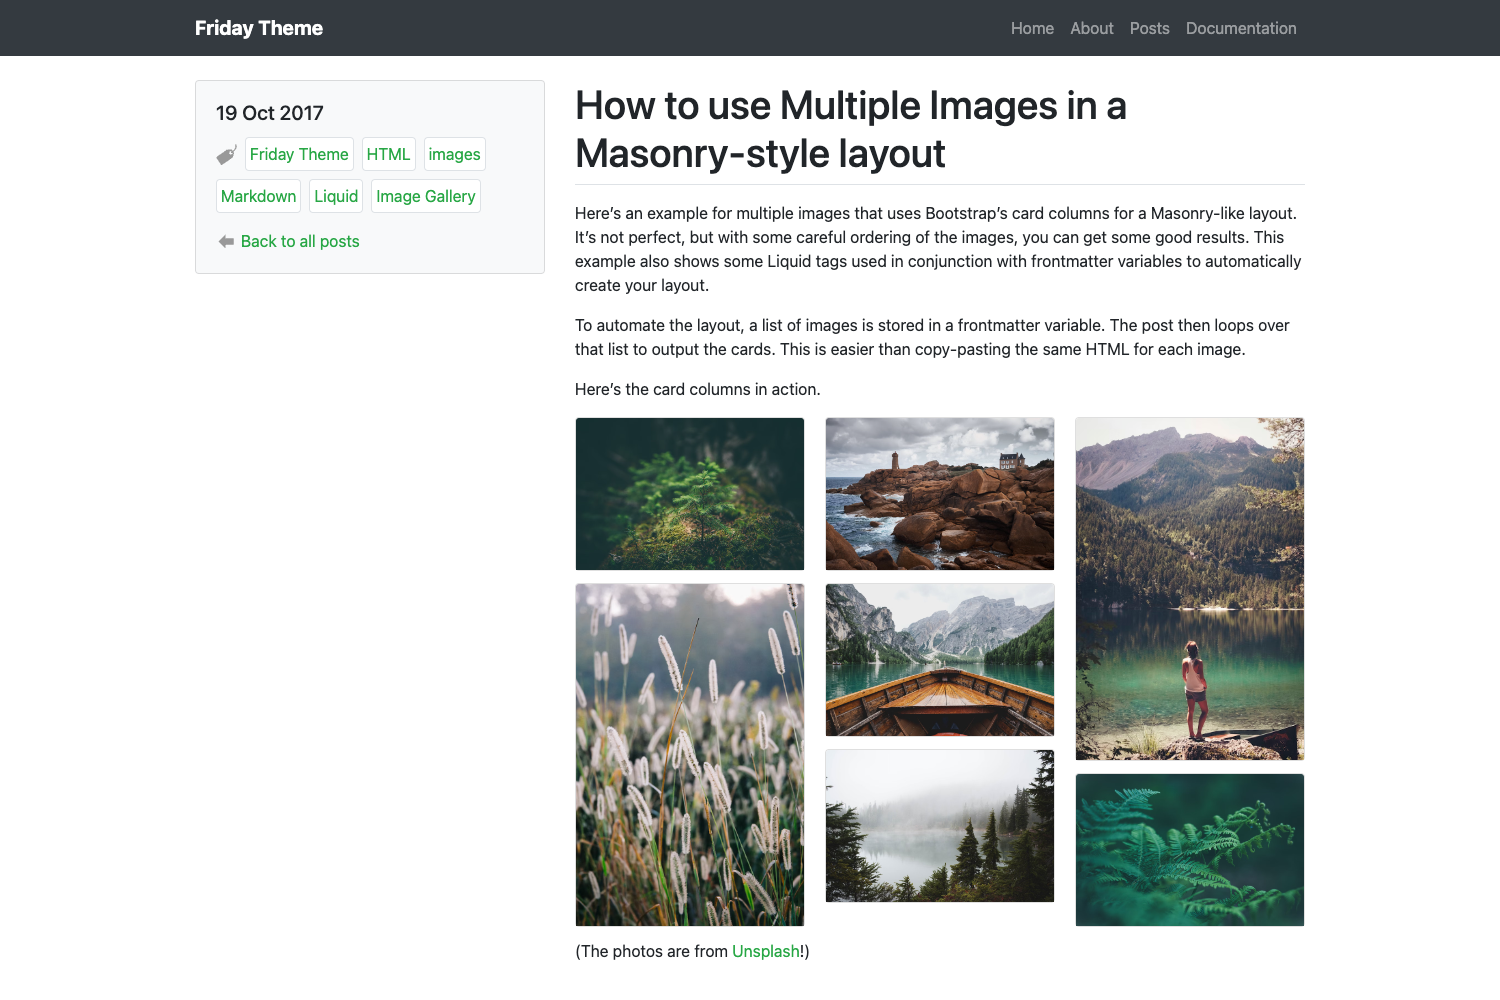 Friday Theme
Home About Posts Documentation
19 Oct 2017
Friday Theme HTML images
Markdown Liquid Image Gallery
Back to all posts
How to use Multiple Images in a
Masonry-style layout
Here’s an example for multiple images that uses Bootstrap’s card columns for a Masonry-like layout.
It’s not perfect, but with some careful ordering of the images, you can get some good results. This
example also shows some Liquid tags used in conjunction with frontmatter variables to automatically
create your layout.
To automate the layout, a list of images is stored in a frontmatter variable. The post then loops over
that list to output the cards. This is easier than copy-pasting the same HTML for each image.
Here’s the card columns in action.
(The photos are from Unsplash!)